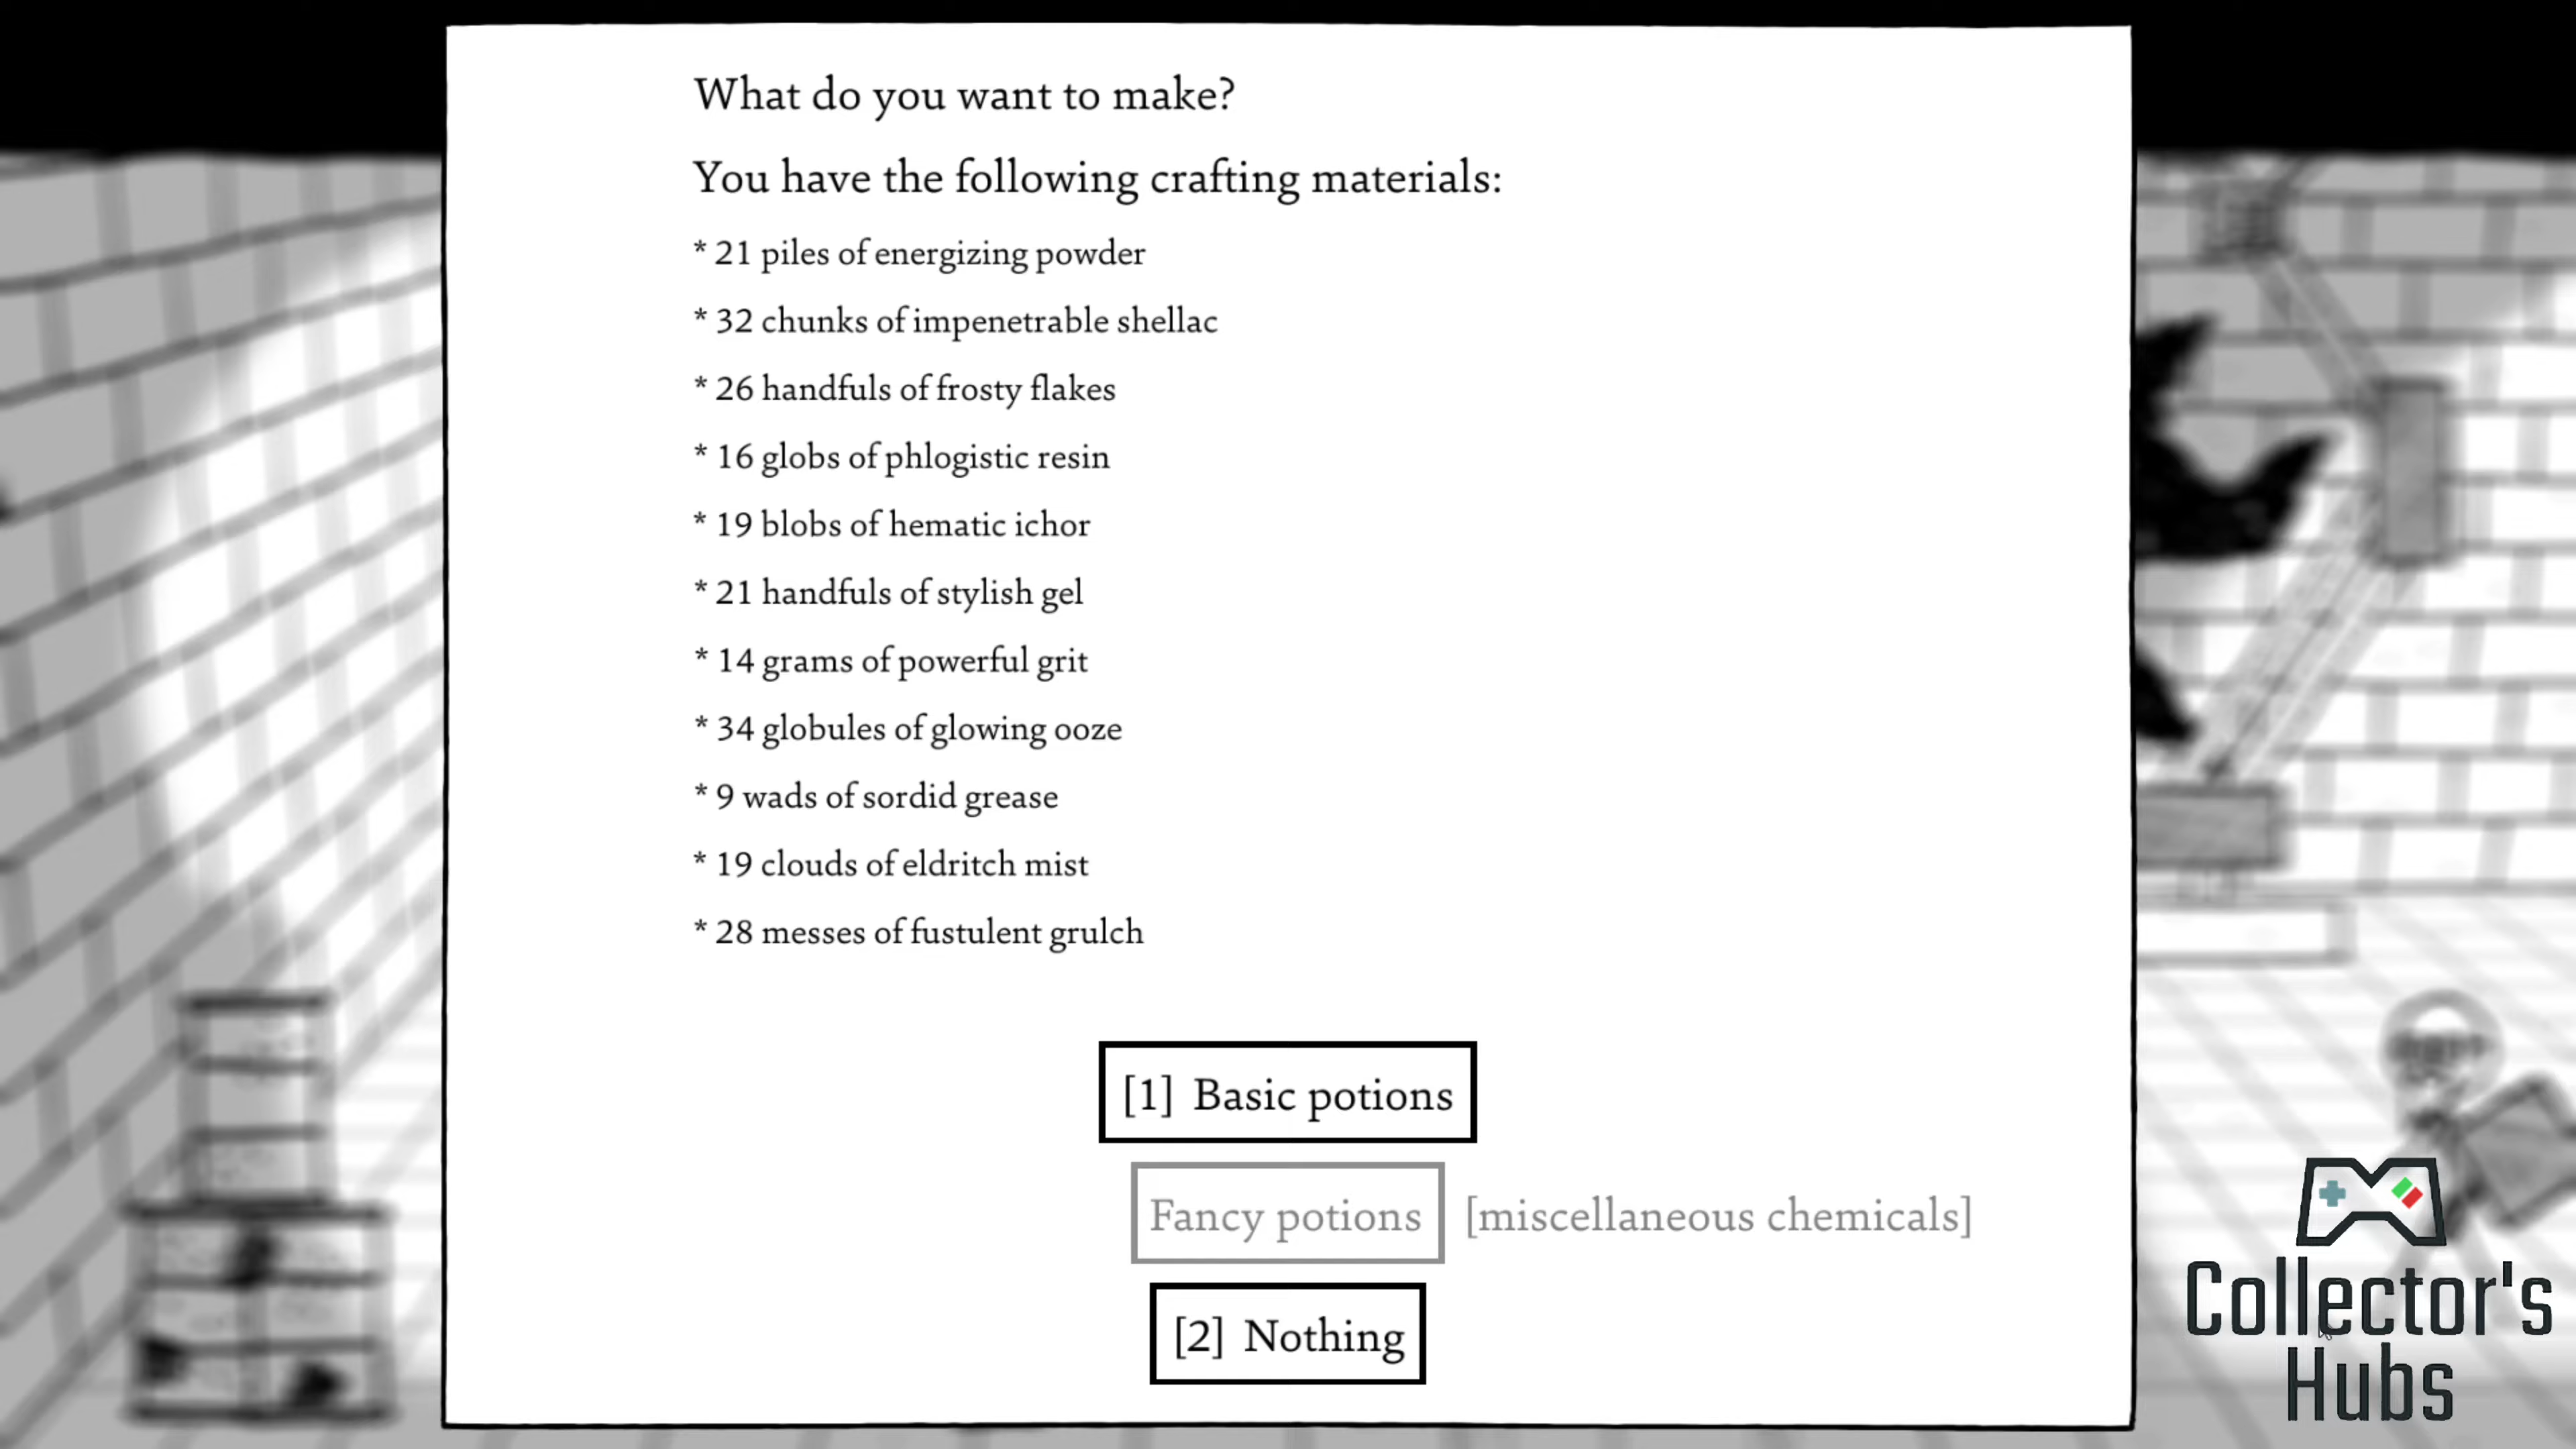 What do you want to make?
You have the following crafting materials:
* 21 piles of energizing powder
* 32 chunks of impenetrable shellac
* 26 handfuls of frosty flakes
* 16 globs of phlogistic resin
* 19 blobs of hematic ichor
* 21 handfuls of stylish gel
* 14 grams of powerful grit
* 34 globules of glowing ooze
* 9 wads of sordid grease
* 19 clouds of eldritch mist
* 28 messes of fustulent grulch
[1] Basic potions
Fancy potions [miscellaneous chemicals]
[2] Nothing
Collector's
Hubs